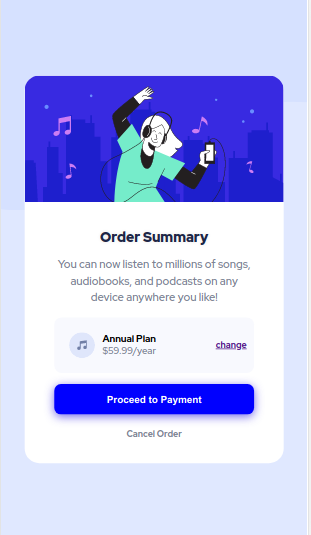 Order Summary
You can now listen to millions of songs,
audiobooks, and podcasts on any
device anywhere you like!
Annual Plan
$59.99/year
change
Proceed to Payment
Cancel Order